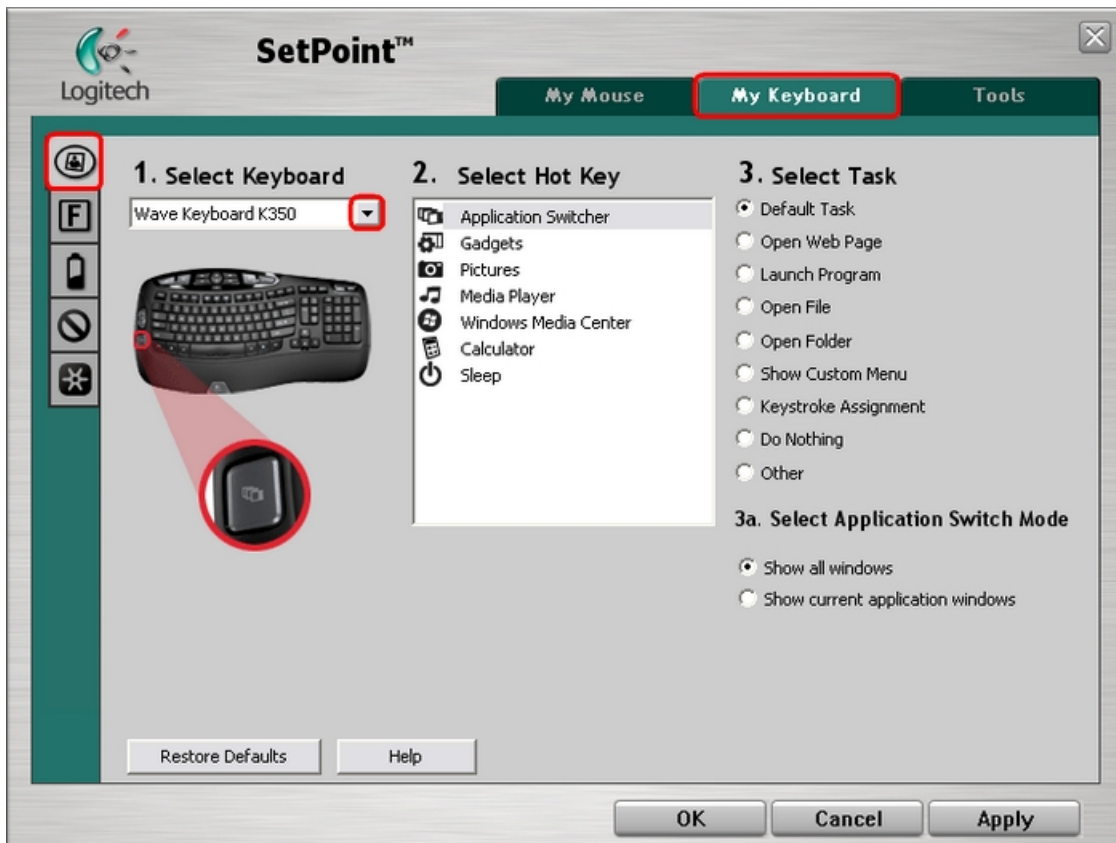 SetPoint™
Logitech
My Mouse
My Keyboard
Tools
1. Select Keyboard
Wave Keyboard K350
2. Select Hot Key
Application Switcher
Gadgets
Pictures
Media Player
Windows Media Center
Calculator
Sleep
3. Select Task
Default Task
Open Web Page
Launch Program
Open File
Open Folder
Show Custom Menu
Keystroke Assignment
Do Nothing
Other
3a. Select Application Switch Mode
Show all windows
Show current application windows
F
Restore Defaults
Help
OK
Cancel
Apply